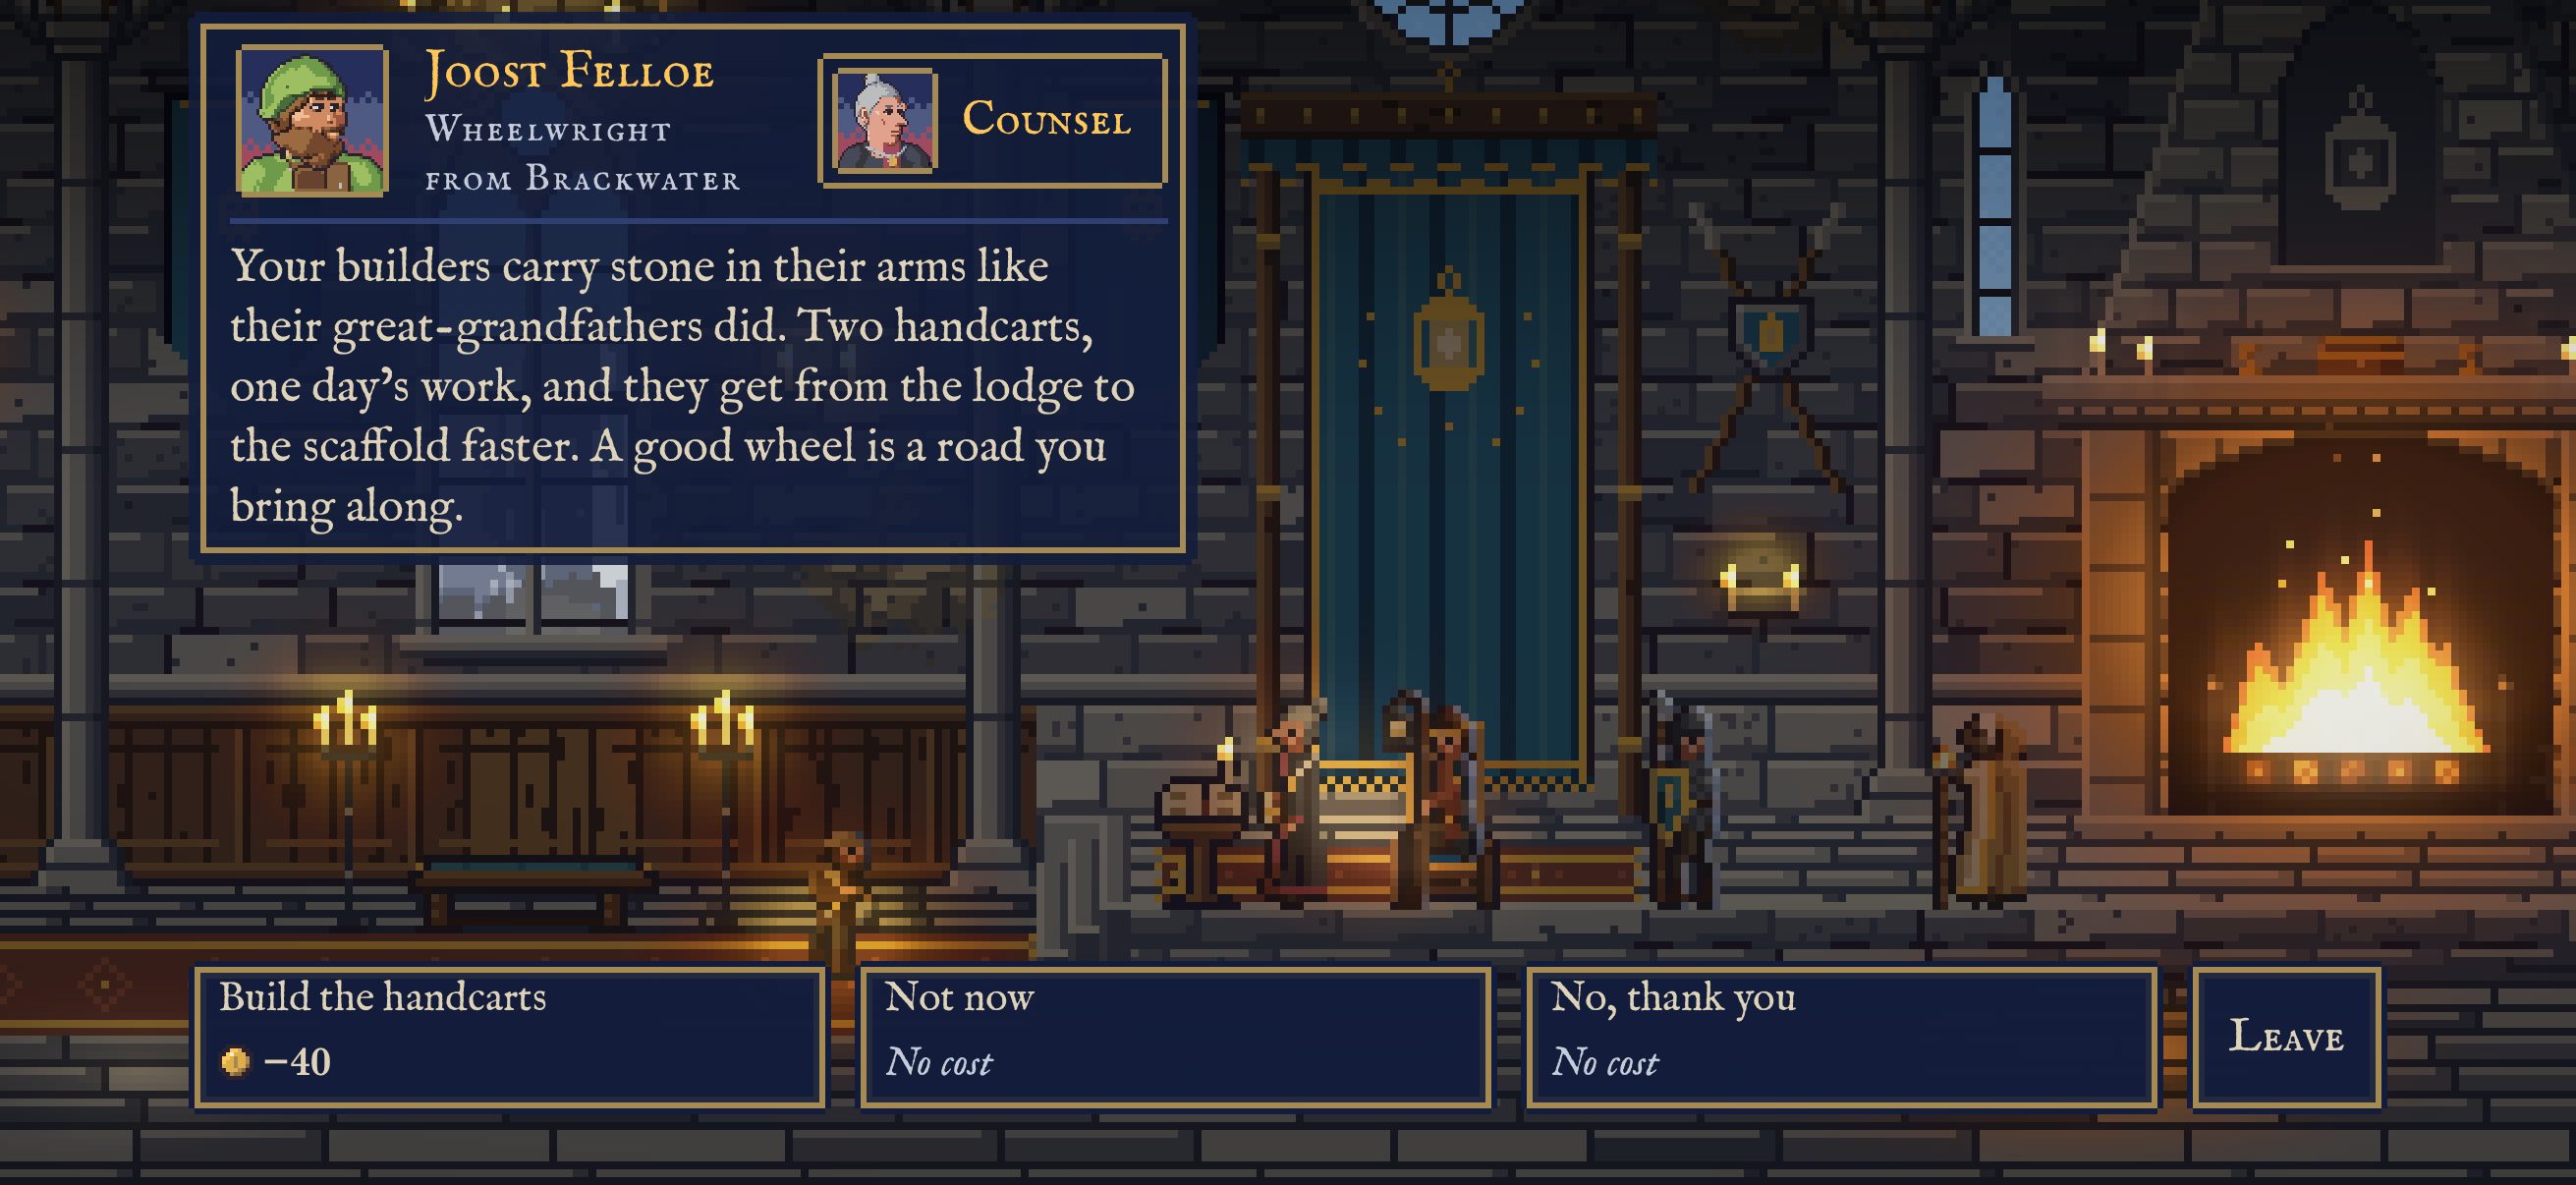 Joost Felloe
Wheelwright
from Brackwater
Counsel
Your builders carry stone in their arms like
their great-grandfathers did. Two handcarts,
one day's work, and they get from the lodge to
the scaffold faster. A good wheel is a road you
bring along.
Build the handcarts
−40
Not now
No cost
No, thank you
No cost
Leave